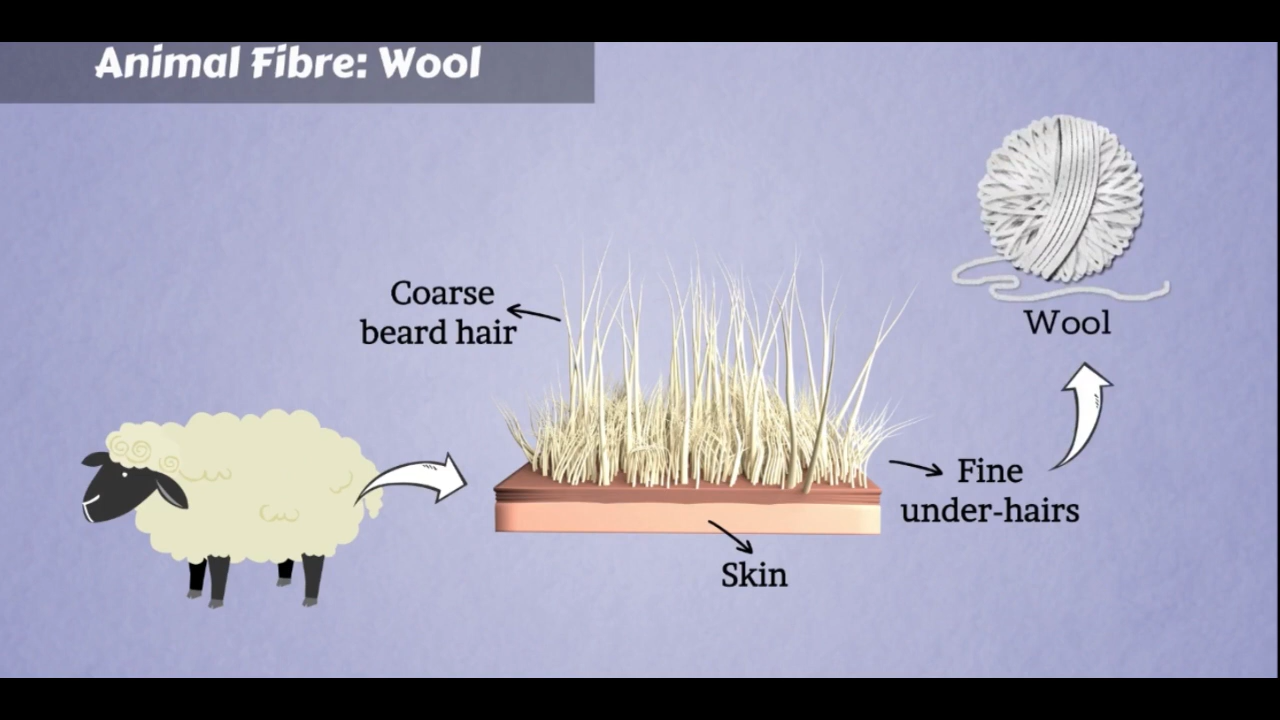 Animal Fibre: Wool
Coarse
beard hair
Wool
Fine
under-hairs
Skin